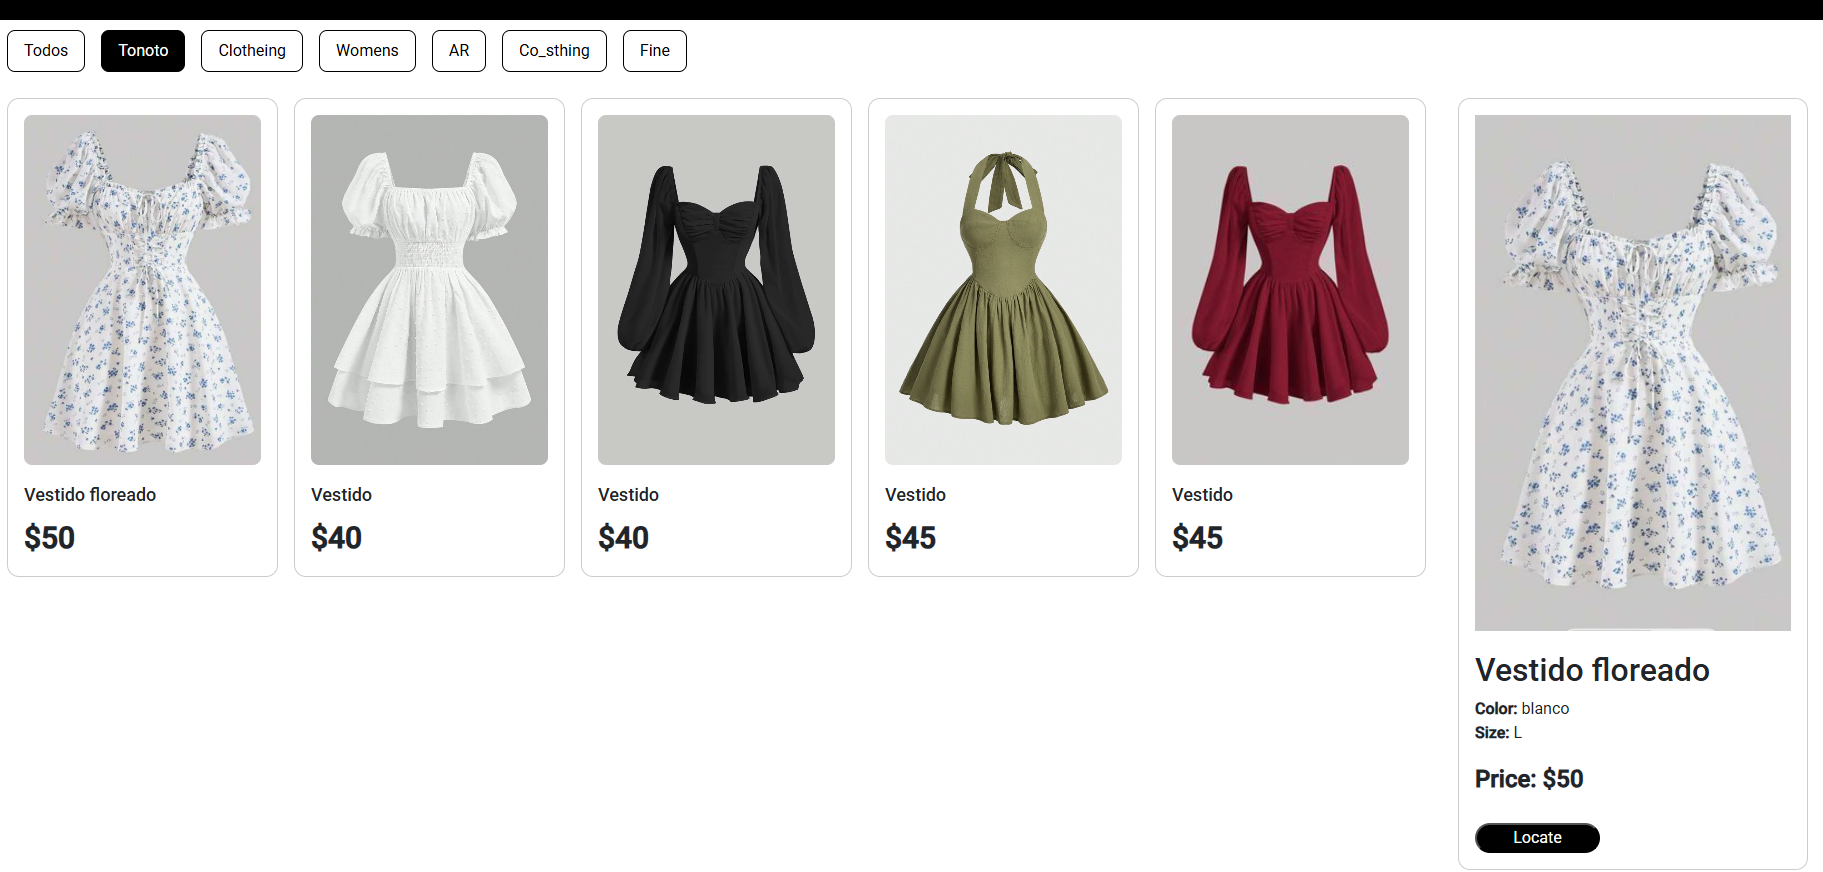 Todos
Tonoto
Clotheing
Womens
AR
Co_sthing
Fine
Vestido floreado
$50
Vestido
$40
Vestido
$40
Vestido
$45
Vestido
$45
Vestido floreado
Color: blanco
Size: L
Price: $50
Locate